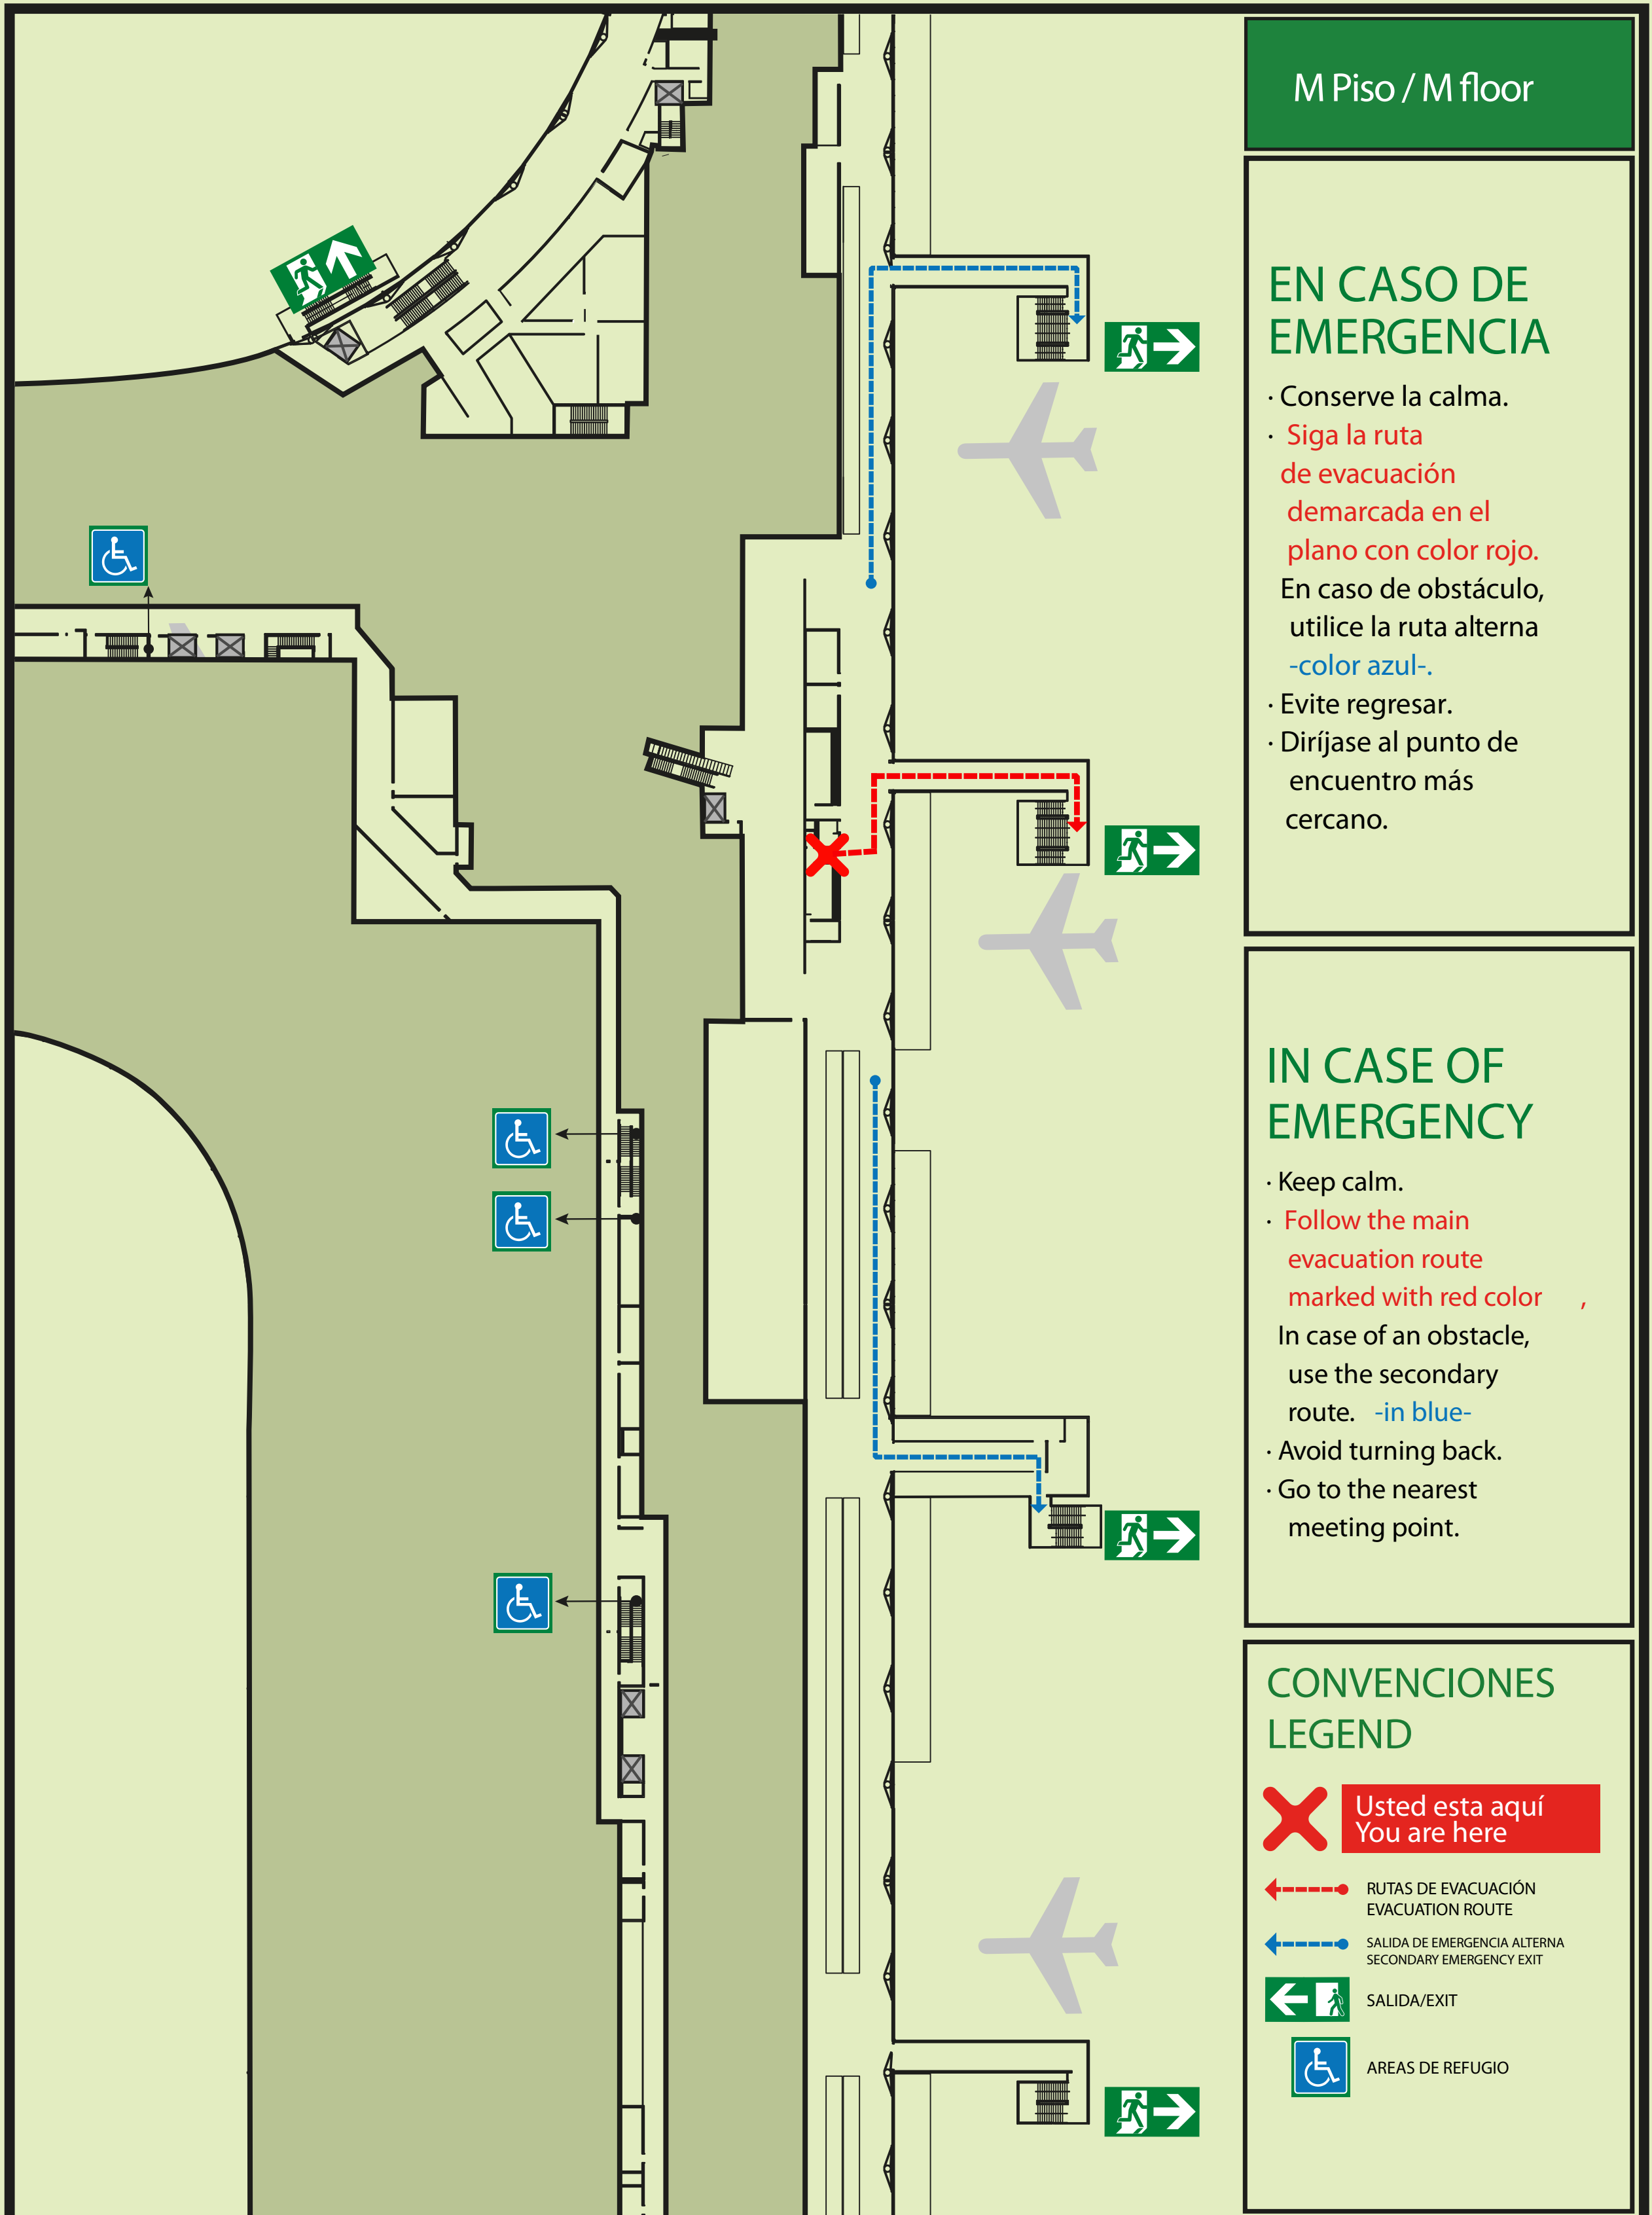 M Piso / M floor
EN CASO DE
EMERGENCIA
· Conserve la calma.
· Siga la ruta
de evacuación
demarcada en el
plano con color rojo.
En caso de obstáculo,
utilice la ruta alterna
-color azul-.
· Evite regresar.
· Diríjase al punto de
encuentro más
cercano.
IN CASE OF
EMERGENCY
· Keep calm.
· Follow the main
evacuation route
marked with red color ,
In case of an obstacle,
use the secondary
route. -in blue-
· Avoid turning back.
· Go to the nearest
meeting point.
CONVENCIONES
LEGEND
Usted esta aquí
You are here
RUTAS DE EVACUACIÓN
EVACUATION ROUTE
SALIDA DE EMERGENCIA ALTERNA
SECONDARY EMERGENCY EXIT
SALIDA/EXIT
AREAS DE REFUGIO